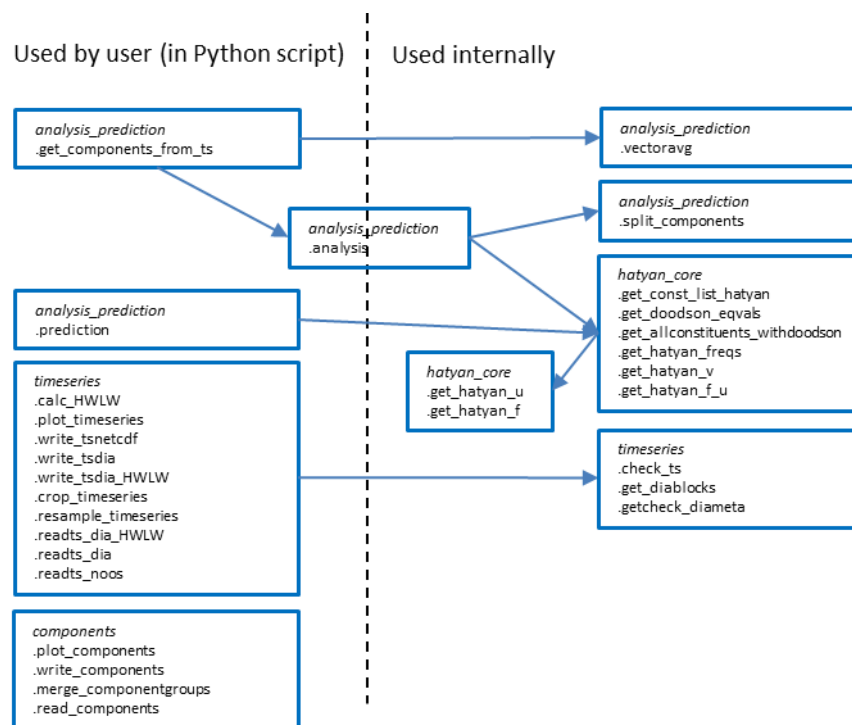 Used by user (in Python script)
Used internally
analysis_prediction
.get_components_from_ts
analysis_prediction
.vectoravg
analysis_prediction
.split_components
analysis_prediction
.analysis
hatyan_core
.get_const_list_hatyan
.get_doodson_eqvals
.get_allconstituents_withdoodson
.get_hatyan_freqs
.get_hatyan_v
.get_hatyan_f_u
analysis_prediction
.prediction
hatyan_core
.get_hatyan_u
.get_hatyan_f
timeseries
.calc_HWLW
.plot_timeseries
.write_tsnetcdf
.write_tsdia
.write_tsdia_HWLW
.crop_timeseries
.resample_timeseries
.readts_dia_HWLW
.readts_dia
.readts_noos
timeseries
.check_ts
.get_diablocks
.getcheck_diameta
components
.plot_components
.write_components
.merge_componentgroups
.read_components